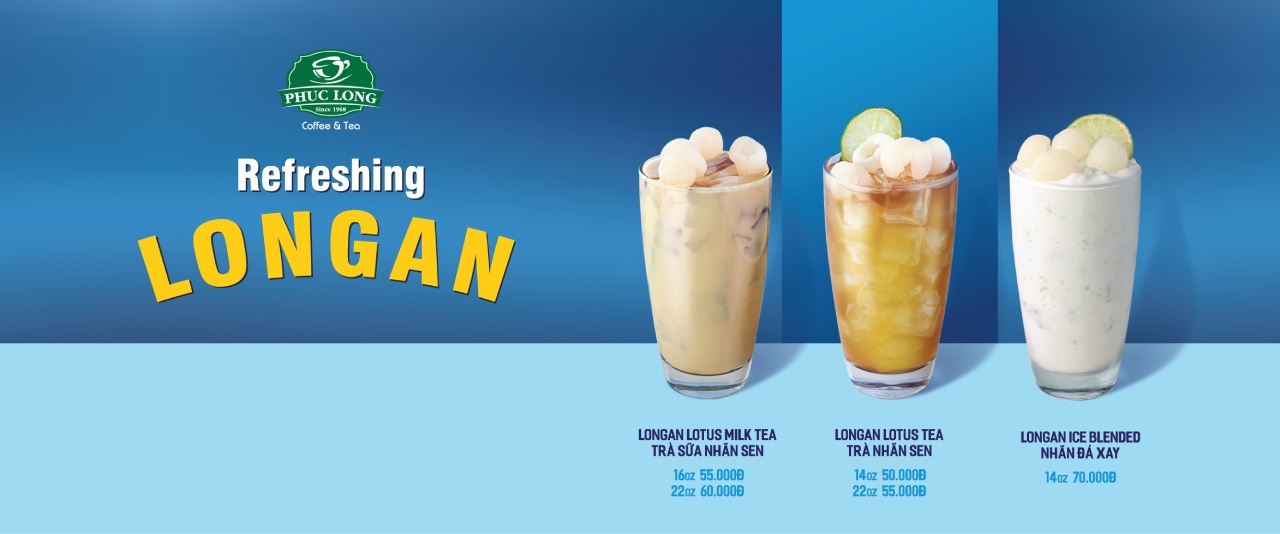 PHUC LONG
Since 1968
Coffee & Tea
Refreshing
LONGAN
LONGAN LOTUS MILK TEA
TRÀ SỮA NHÃN SEN
16oz 55.000Đ
22oz 60.000Đ
LONGAN LOTUS TEA
TRÀ NHÃN SEN
14oz 50.000Đ
22oz 55.000Đ
LONGAN ICE BLENDED
NHÃN ĐÁ XAY
14oz 70.000Đ